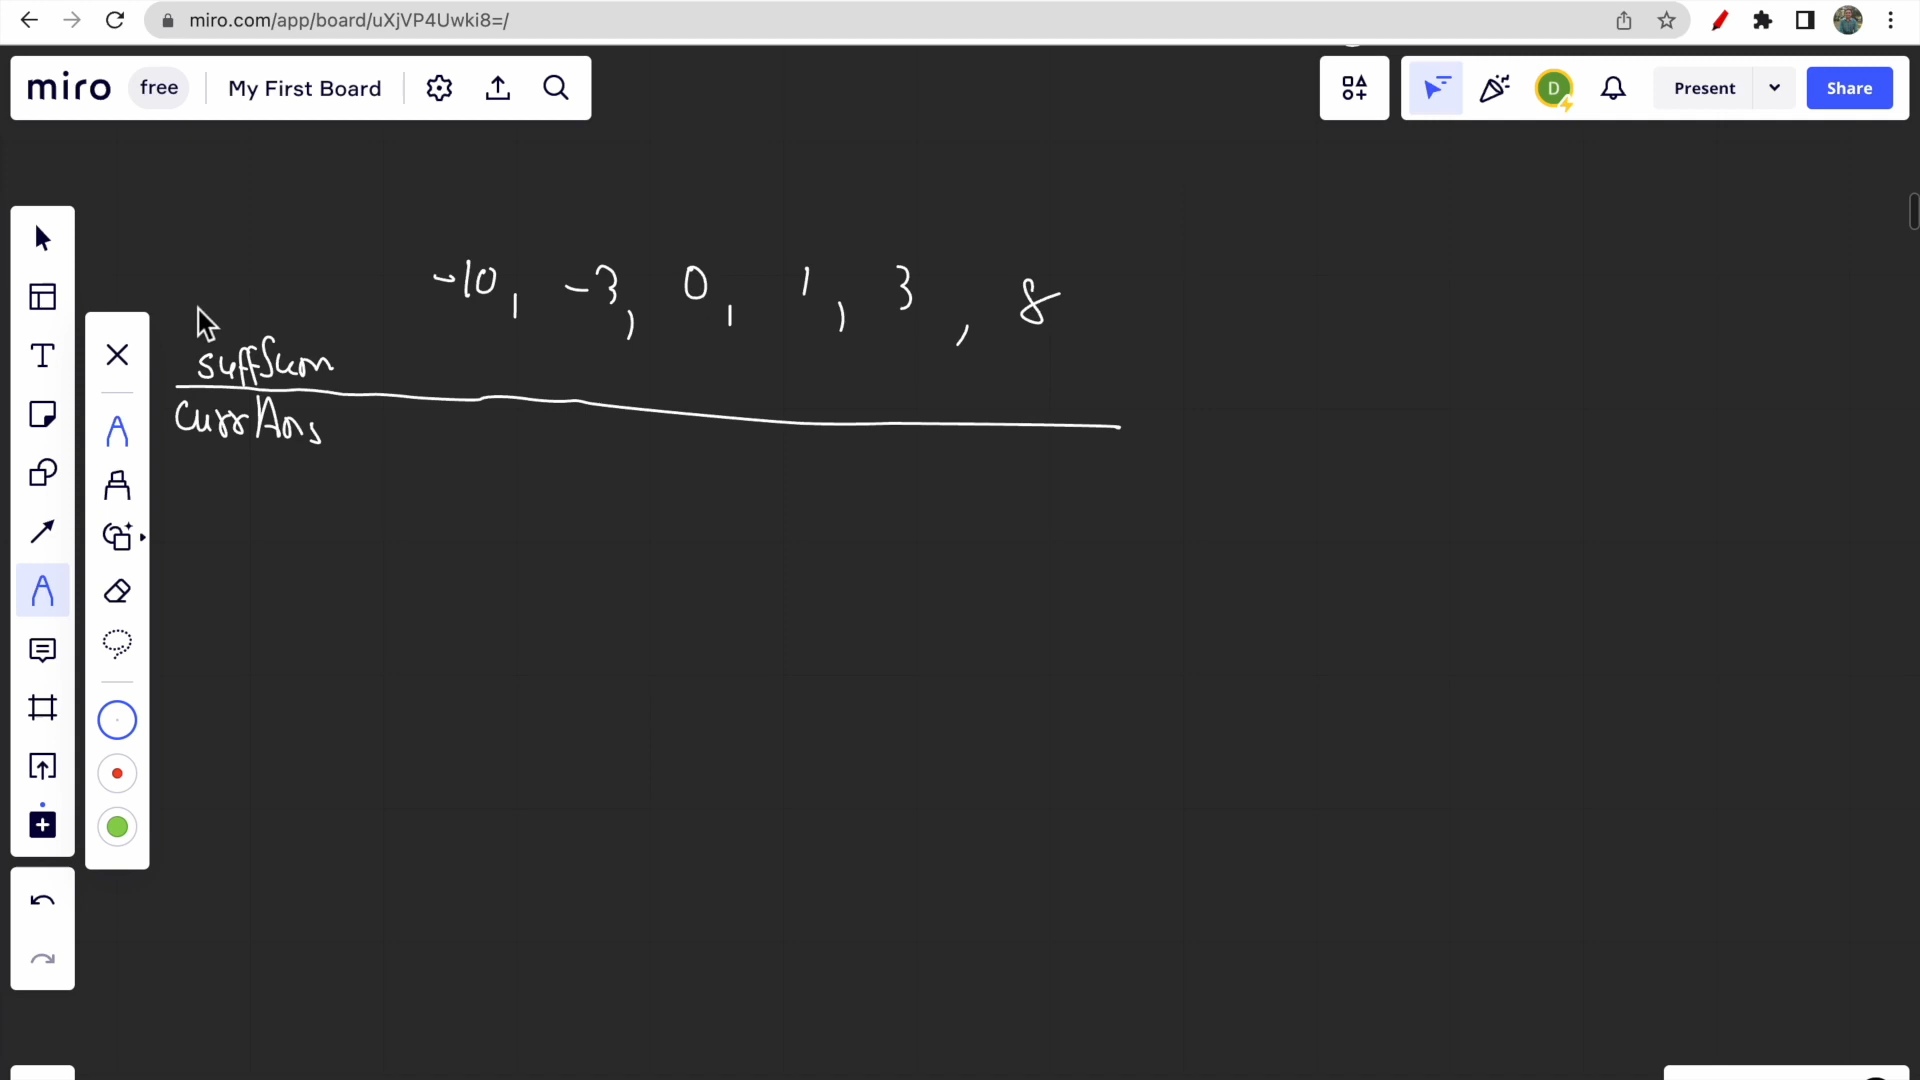 miro.com/app/board/uXjVP4Uwki8=/
miro free My First Board D Present Share
-10, -3, 0, 1, 3, 8
suffSum
CurrAns